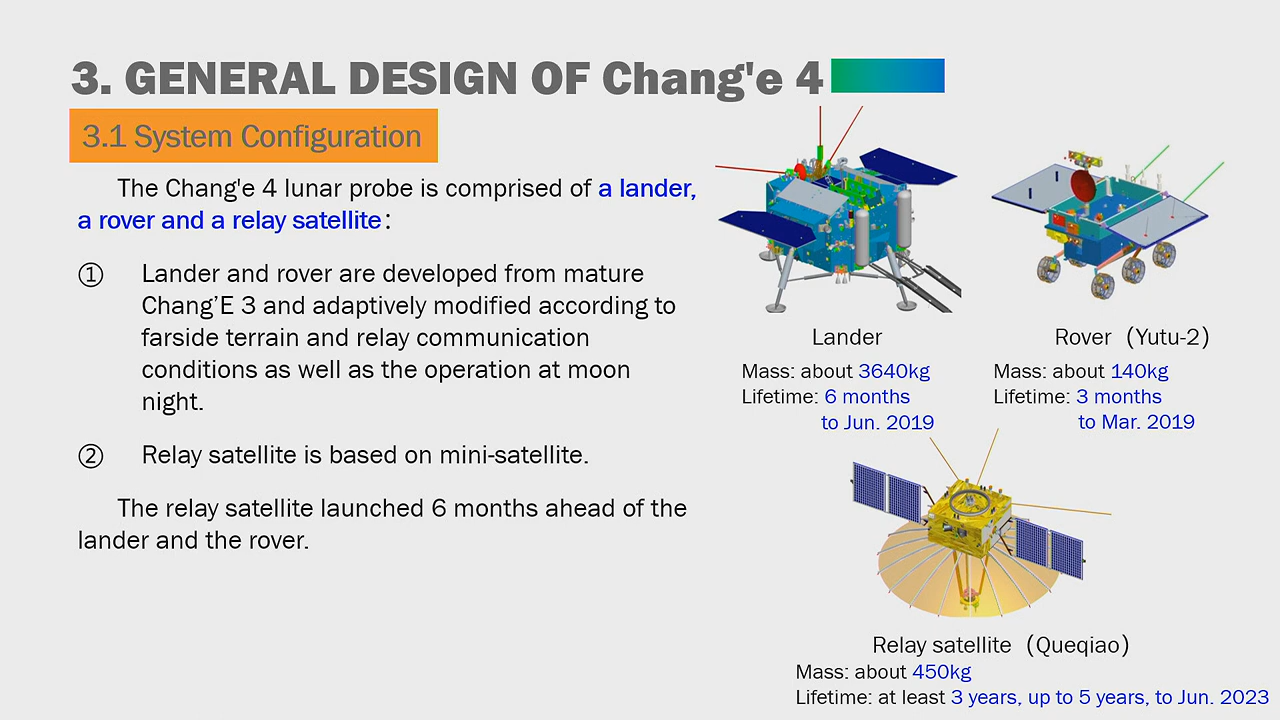 3. GENERAL DESIGN OF Chang'e 4
3.1 System Configuration
The Chang'e 4 lunar probe is comprised of a lander,
a rover and a relay satellite：
① Lander and rover are developed from mature
Chang’E 3 and adaptively modified according to
farside terrain and relay communication
conditions as well as the operation at moon
night.
② Relay satellite is based on mini-satellite.
The relay satellite launched 6 months ahead of the
lander and the rover.
Lander
Mass: about 3640kg
Lifetime: 6 months
to Jun. 2019
Rover（Yutu-2）
Mass: about 140kg
Lifetime: 3 months
to Mar. 2019
Relay satellite（Queqiao）
Mass: about 450kg
Lifetime: at least 3 years, up to 5 years, to Jun. 2023